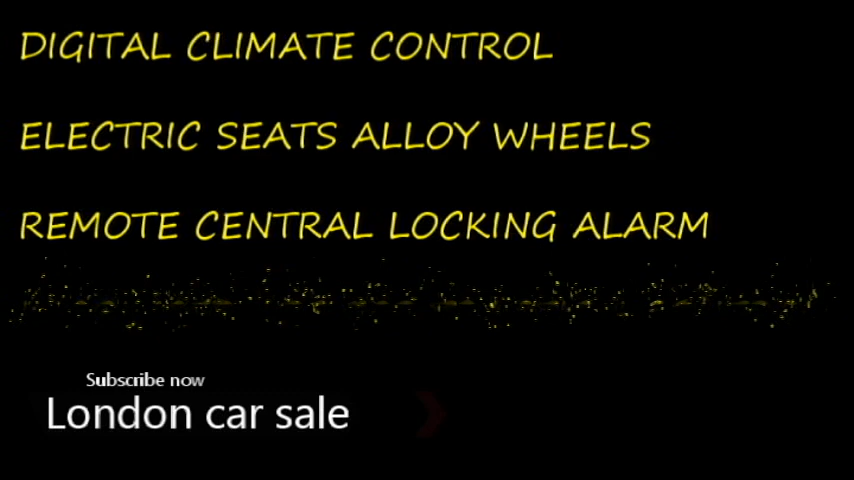 DIGITAL CLIMATE CONTROL
ELECTRIC SEATS ALLOY WHEELS
REMOTE CENTRAL LOCKING ALARM
Subscribe now
London car sale